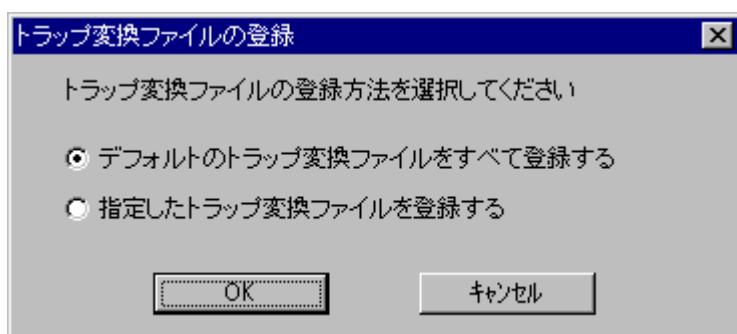 トラップ変換ファイルの登録
トラップ変換ファイルの登録方法を選択してください
デフォルトのトラップ変換ファイルをすべて登録する
指定したトラップ変換ファイルを登録する
OK
ｷｬﾝｾﾙ